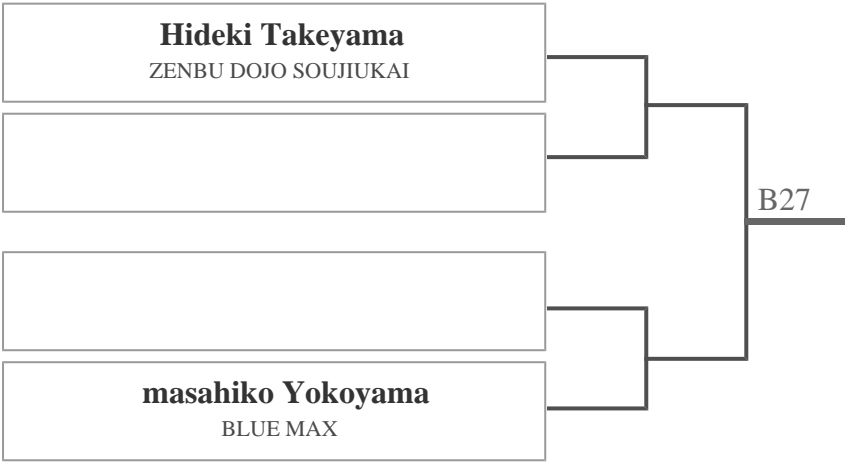 Hideki Takeyama
ZENBU DOJO SOUJIUKAI
B27
masahiko Yokoyama
BLUE MAX